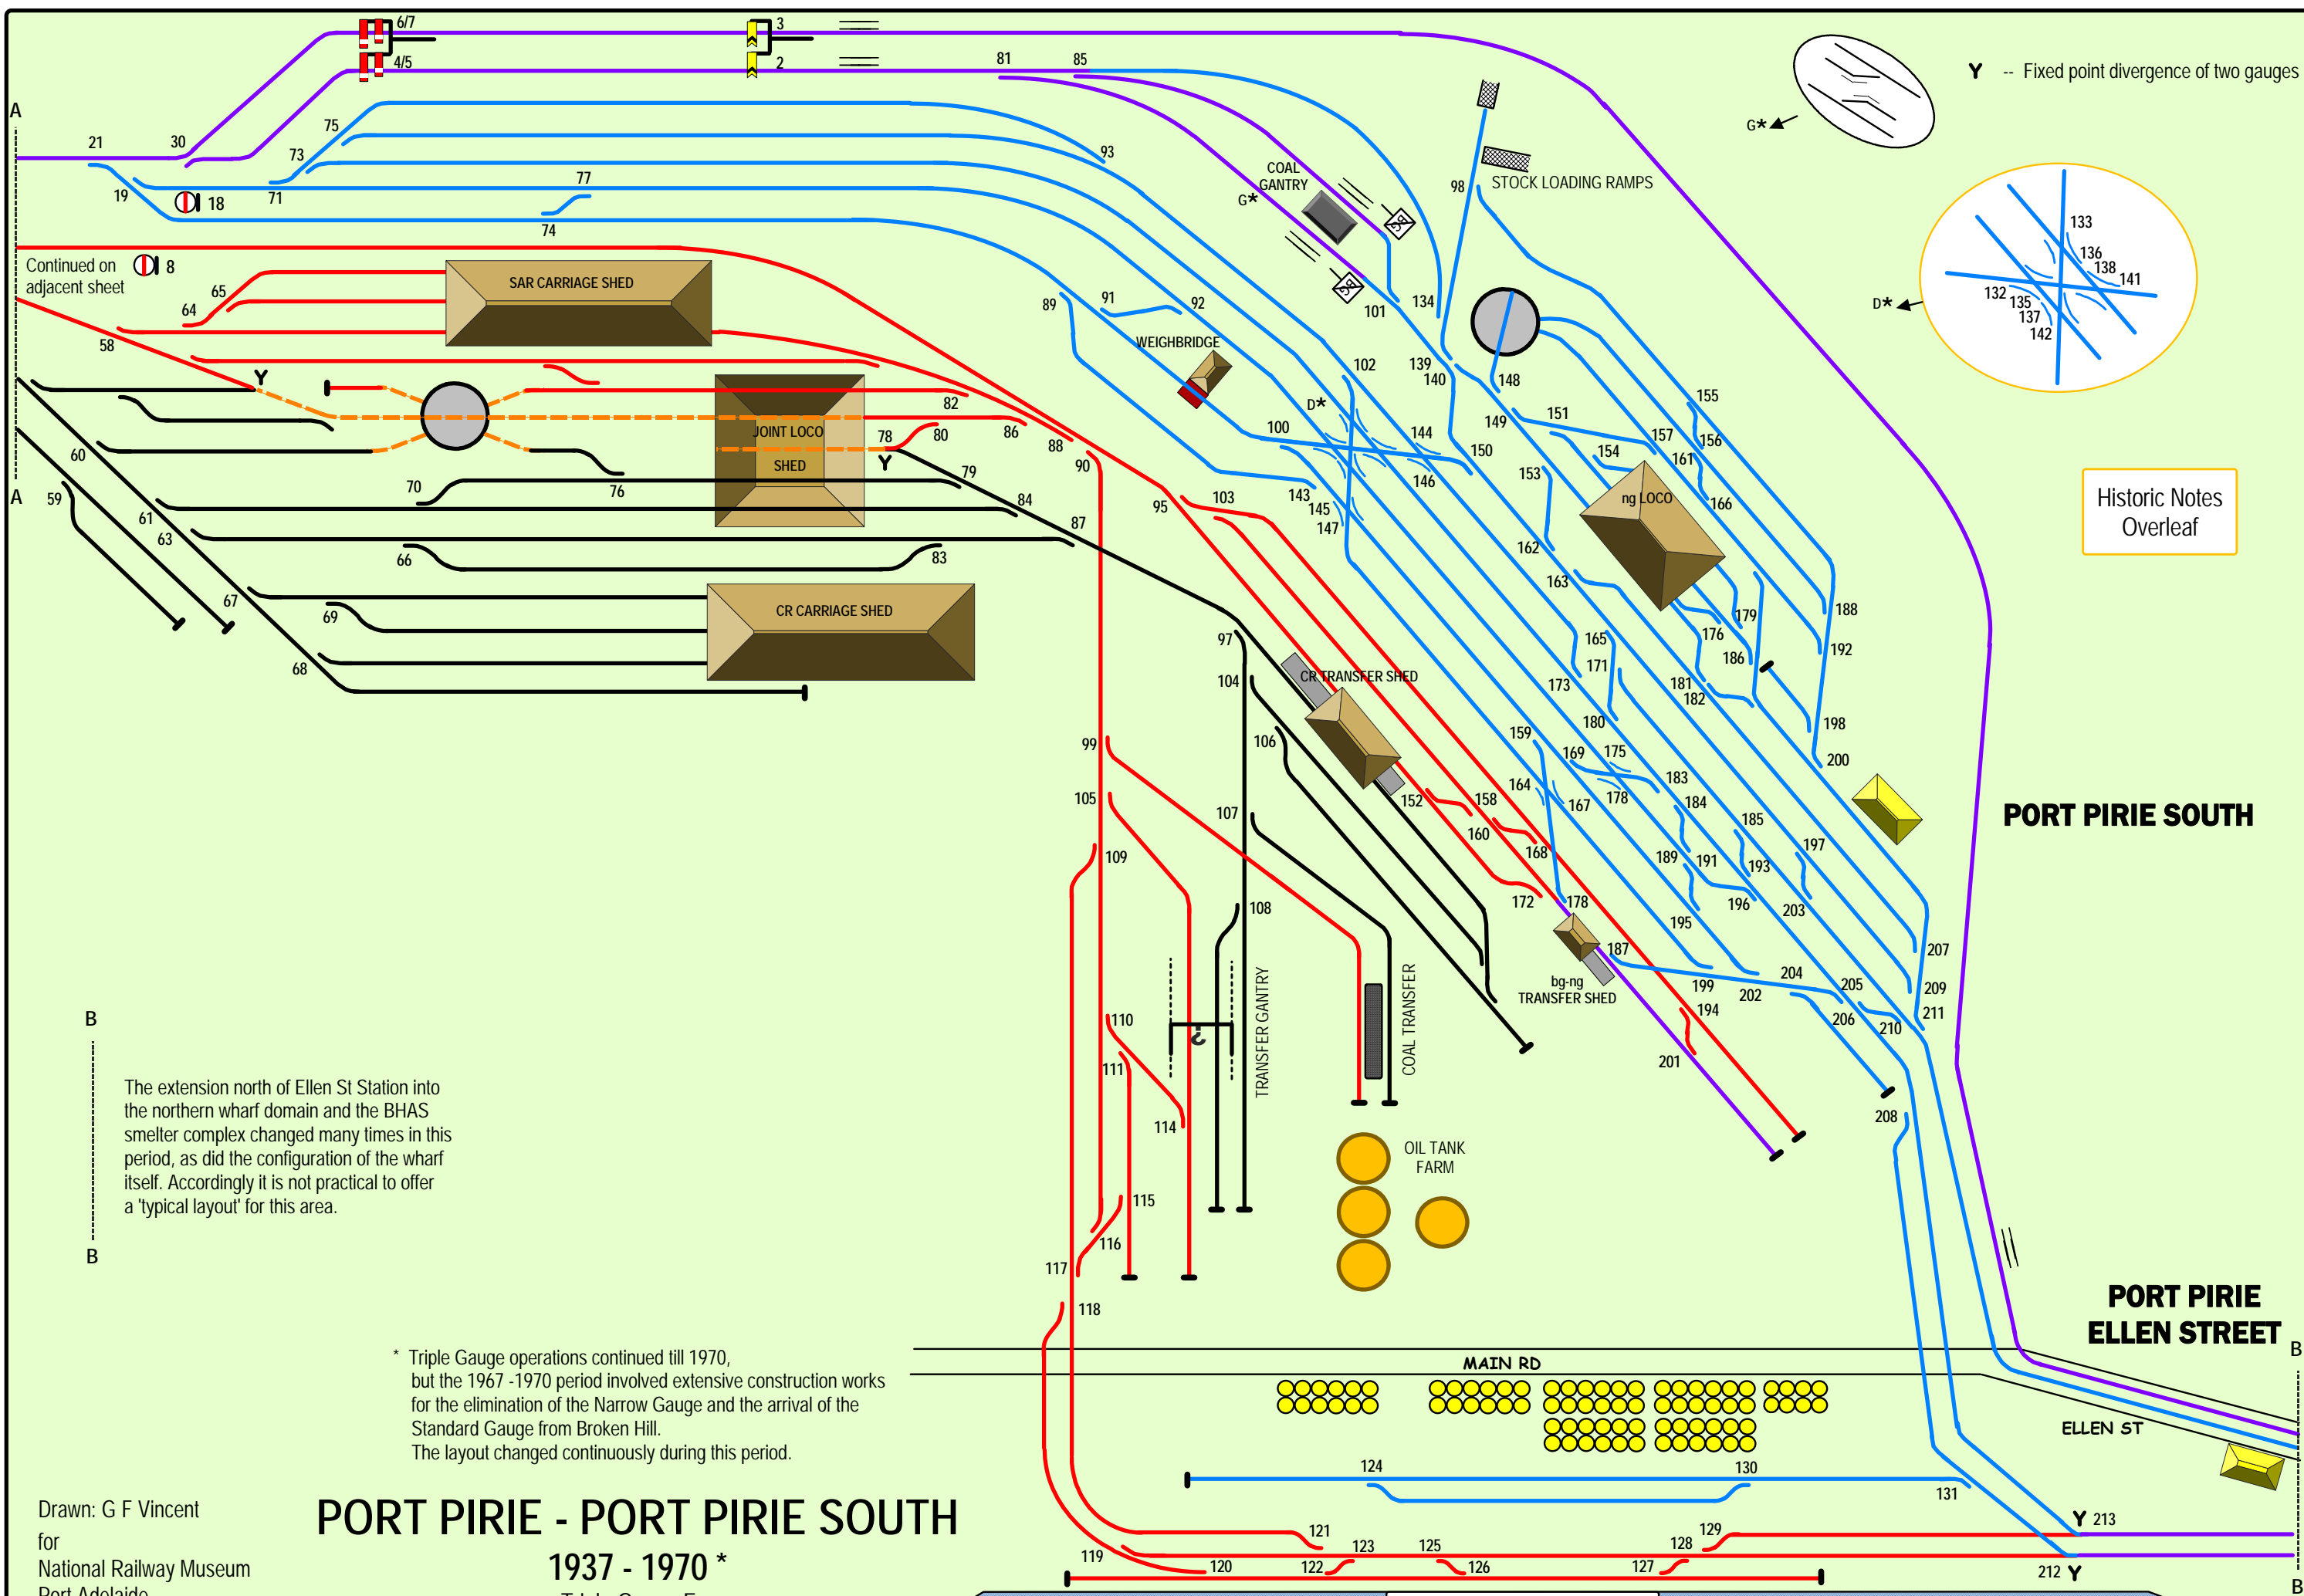 6/7
3
4/5
2
81
85
Y -- Fixed point divergence of two gauges
G*
A
21
30
75
73
93
77
19
18
71
74
COAL
GANTRY
G*
98
STOCK LOADING RAMPS
133
136
138
141
132
135
137
142
D*
Continued on
adjacent sheet
8
SAR CARRIAGE SHED
65
64
58
89
91
92
101
134
WEIGHBRIDGE
102
139
140
148
Y
82
JOINT LOCO
SHED
78
80
86
88
Y
90
D*
100
144
146
150
149
151
154
153
155
156
157
161
166
60
A
59
70
76
79
84
87
61
63
66
83
95
103
143
145
147
ng LOCO
Historic Notes
Overleaf
162
163
67
69
68
CR CARRIAGE SHED
97
104
CR TRANSFER SHED
165
171
173
176
179
186
188
192
181
182
180
198
200
99
106
159
169
175
183
105
107
152
158
160
164
167
178
184
185
197
PORT PIRIE SOUTH
109
168
189
191
193
172
178
196
203
195
108
187
207
bg-ng
TRANSFER SHED
204
205
199
202
209
194
206
210
211
201
TRANSFER GANTRY
COAL TRANSFER
110
111
114
208
B
The extension north of Ellen St Station into
the northern wharf domain and the BHAS
smelter complex changed many times in this
period, as did the configuration of the wharf
itself. Accordingly it is not practical to offer
a 'typical layout' for this area.
B
OIL TANK
FARM
115
116
117
118
PORT PIRIE
ELLEN STREET
B
* Triple Gauge operations continued till 1970,
but the 1967 -1970 period involved extensive construction works
for the elimination of the Narrow Gauge and the arrival of the
Standard Gauge from Broken Hill.
The layout changed continuously during this period.
MAIN RD
ELLEN ST
124
130
131
Drawn: G F Vincent
for
National Railway Museum
Port Adelaide
PORT PIRIE - PORT PIRIE SOUTH
1937 - 1970 *
119
121
120
122
123
125
126
127
128
129
Y 213
212 Y
B